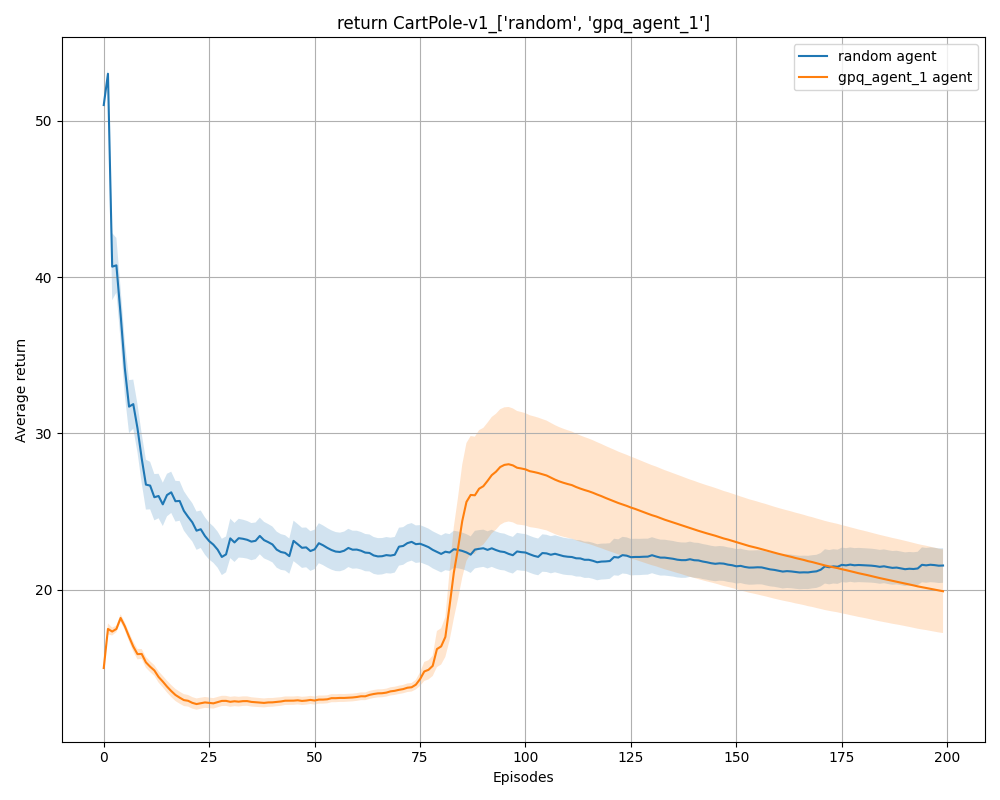 return CartPole-v1_['random', 'gpq_agent_1']
random agent
gpq_agent_1 agent
Average return
50
40
30
20
0 25 50 75 100 125 150 175 200
Episodes